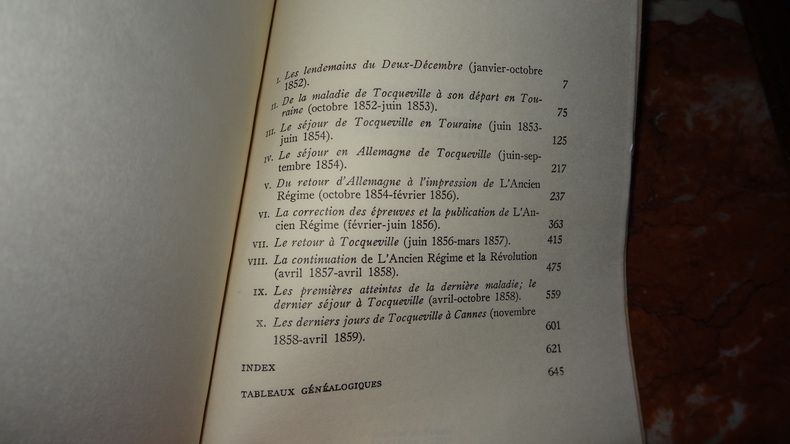 I. Les lendemains du Deux-Décembre (janvier-octobre
1852). 7
II. De la maladie de Tocqueville à son départ en Tou-
raine (octobre 1852-juin 1853). 75
III. Le séjour de Tocqueville en Touraine (juin 1853-
juin 1854). 125
IV. Le séjour en Allemagne de Tocqueville (juin-sep-
tembre 1854). 217
V. Du retour d'Allemagne à l'impression de L'Ancien
Régime (octobre 1854-février 1856). 237
VI. La correction des épreuves et la publication de L'An-
cien Régime (février-juin 1856). 363
VII. Le retour à Tocqueville (juin 1856-mars 1857). 415
VIII. La continuation de L'Ancien Régime et la Révolution
(avril 1857-avril 1858). 475
IX. Les premières atteintes de la dernière maladie; le
dernier séjour à Tocqueville (avril-octobre 1858). 559
X. Les derniers jours de Tocqueville à Cannes (novembre
1858-avril 1859). 601
INDEX 621
TABLEAUX GÉNÉALOGIQUES 645